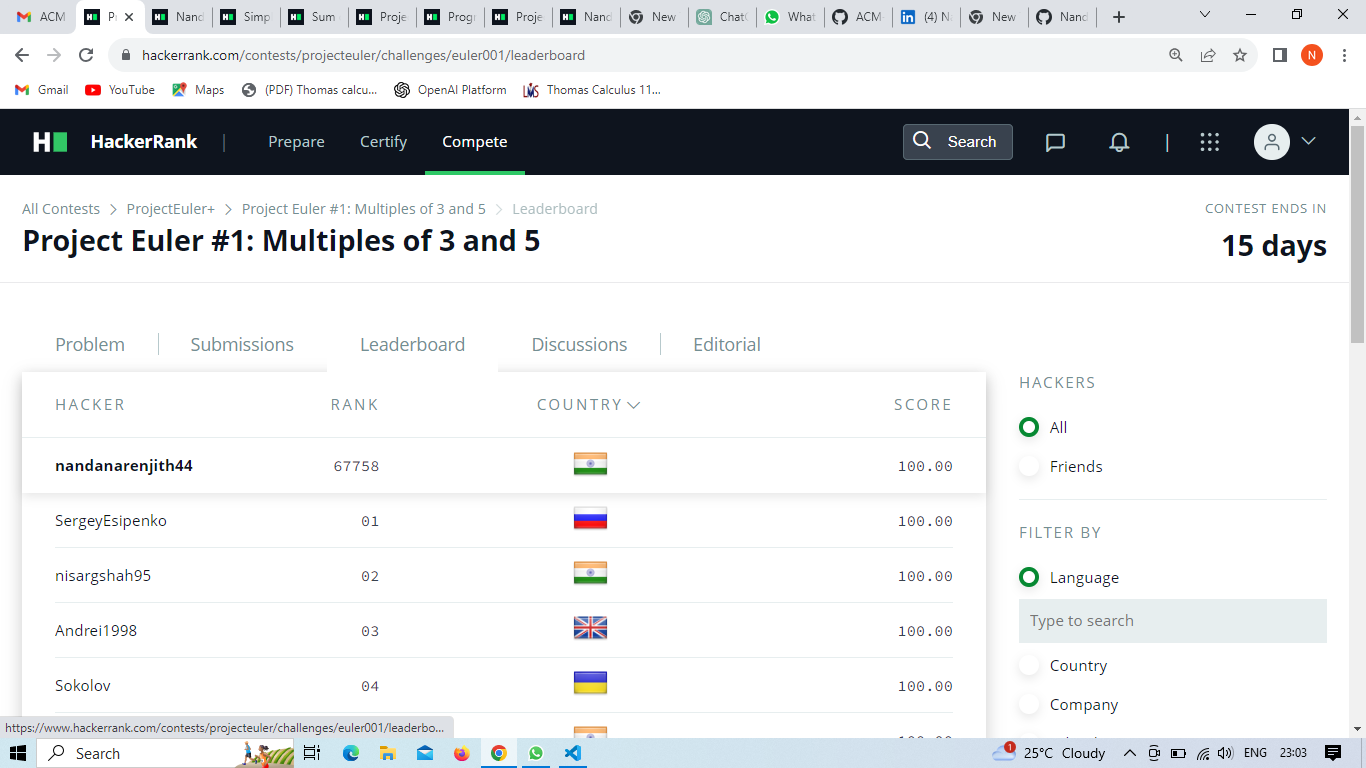 ACM
P
Nand
Simp
Sum
Proje
Progr
Proje
Nand
New
ChatG
What
ACM-
(4) N
New
Nand
hackerrank.com/contests/projecteuler/challenges/euler001/leaderboard
N
Gmail
YouTube
Maps
(PDF) Thomas calcu...
OpenAI Platform
Thomas Calculus 11...
H
HackerRank
Prepare
Certify
Compete
Search
All Contests > ProjectEuler+ > Project Euler #1: Multiples of 3 and 5 > Leaderboard
CONTEST ENDS IN
Project Euler #1: Multiples of 3 and 5
15 days
Problem
Submissions
Leaderboard
Discussions
Editorial
HACKERS
HACKER RANK COUNTRY SCORE
All
nandanarenjith44 67758 100.00
Friends
SergeyEsipenko 01 100.00
FILTER BY
nisargshah95 02 100.00
Language
Type to search
Andrei1998 03 100.00
Country
Sokolov 04 100.00
Company
https://www.hackerrank.com/contests/projecteuler/challenges/euler001/leaderbo...
Search
1
25°C Cloudy
ENG
23:03